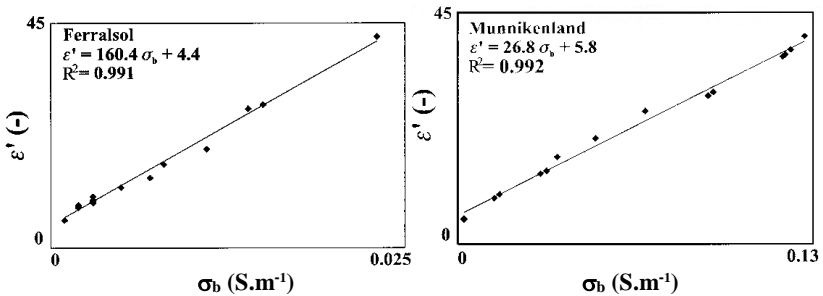 45
Ferralsol
ε' = 160.4 σb + 4.4
R²= 0.991
ε' (-)
0
0
0.025
σb (S.m-1)
45
Munnikenland
ε' = 26.8 σb + 5.8
R²= 0.992
ε' (-)
0
0
0.13
σb (S.m-1)